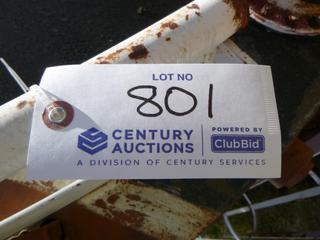 LOT NO
801
CENTURY
AUCTIONS
POWERED BY
ClubBid
A DIVISION OF CENTURY SERVICES